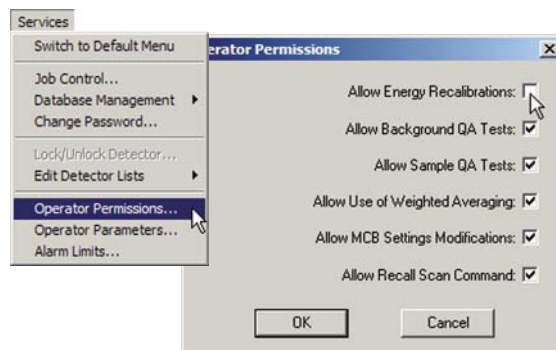 Services
Switch to Default Menu
Job Control...
Database Management
Change Password...
Lock/Unlock Detector...
Edit Detector Lists
Operator Permissions...
Operator Parameters...
Alarm Limits...
erator Permissions
Allow Energy Recalibrations:
Allow Background QA Tests:
Allow Sample QA Tests:
Allow Use of Weighted Averaging:
Allow MCB Settings Modifications:
Allow Recall Scan Command:
OK
Cancel